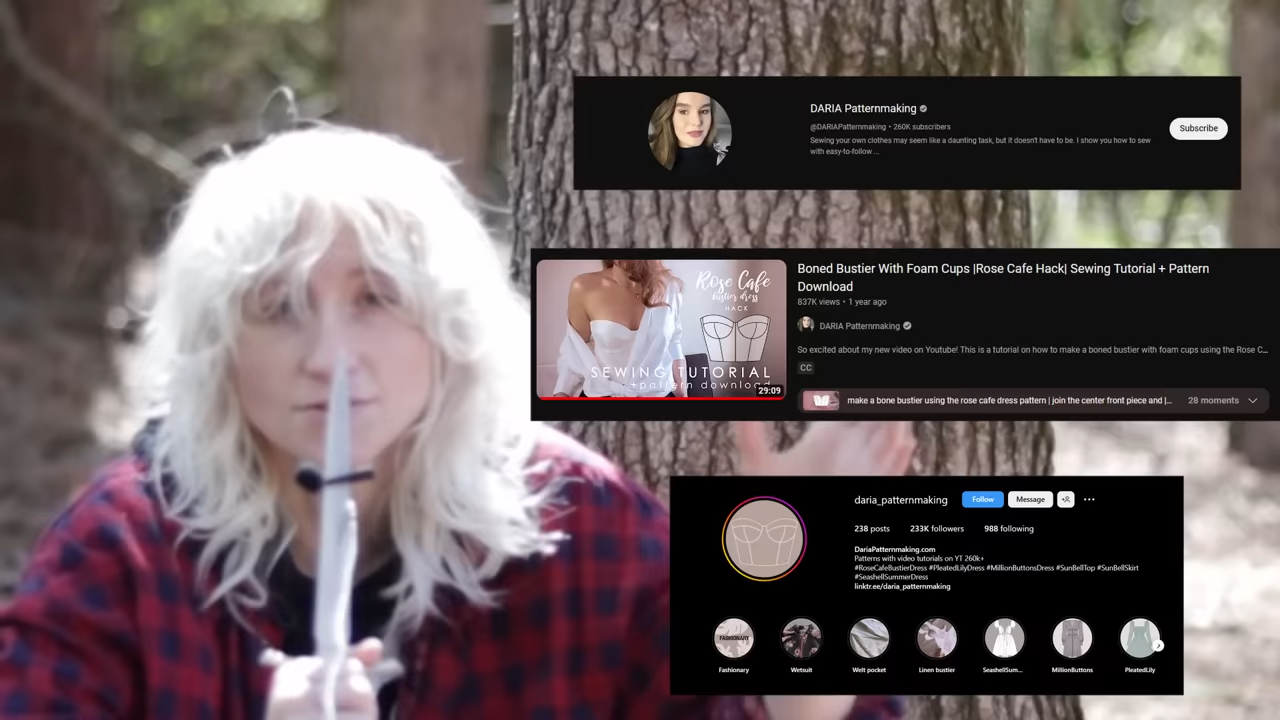 DARIA Patternmaking
@DARIAPatternmaking • 260K subscribers
Sewing your own clothes may seem like a daunting task, but it doesn't have to be. I show you how to sew
with easy-to-follow ...
Subscribe
Rose Cafe
bustier dress
HACK
SEWING TUTORIAL
+pattern download
29:09
Boned Bustier With Foam Cups |Rose Cafe Hack| Sewing Tutorial + Pattern
Download
837K views • 1 year ago
DARIA Patternmaking
So excited about my new video on Youtube! This is a tutorial on how to make a boned bustier with foam cups using the Rose C...
CC
make a bone bustier using the rose cafe dress pattern | join the center front piece and |...
28 moments
daria_patternmaking
Follow
Message
238 posts 233K followers 988 following
DariaPatternmaking.com
Patterns with video tutorials on YT 260k+
#RoseCafeBustierDress #PleatedLilyDress #MillionButtonsDress #SunBellTop #SunBellSkirt
#SeashellSummerDress
linktr.ee/daria_patternmaking
FASHIONARY
Fashionary Wetsuit Welt pocket Linen bustier SeashellSum... MillionButtons PleatedLily